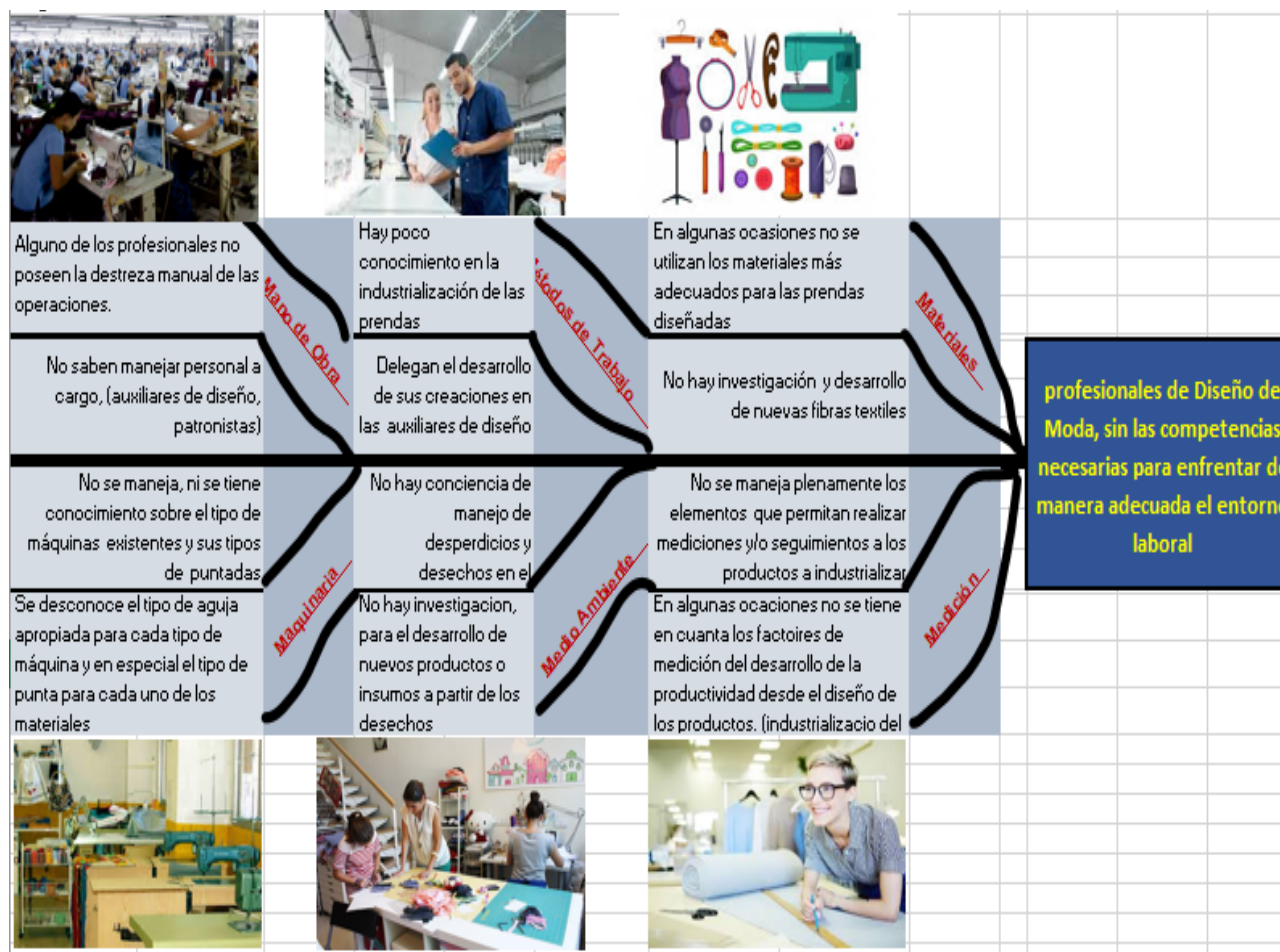 Alguno de los profesionales no
poseen la destreza manual de las
operaciones.
No saben manejar personal a
cargo, (auxiliares de diseño,
patronistas)
Mano de Obra
Hay poco
conocimiento en la
industrialización de las
prendas
Delegan el desarrollo
de sus creaciones en
las auxiliares de diseño
étodos de Trabajo
En algunas ocasiones no se
utilizan los materiales más
adecuados para las prendas
diseñadas
No hay investigación y desarrollo
de nuevas fibras textiles
Materiales
No se maneja, ni se tiene
conocimiento sobre el tipo de
máquinas existentes y sus tipos
de puntadas
Se desconoce el tipo de aguja
apropiada para cada tipo de
máquina y en especial el tipo de
punta para cada uno de los
materiales
Maquinaria
No hay conciencia de
manejo de
desperdicios y
desechos en el
No hay investigacion,
para el desarrollo de
nuevos productos o
insumos a partir de los
desechos
Medio Ambiente
No se maneja plenamente los
elementos que permitan realizar
mediciones y/o seguimientos a los
productos a industrializar
En algunas ocaciones no se tiene
en cuanta los factoires de
medición del desarrollo de la
productividad desde el diseño de
los productos. (industrializacio del
Medición
profesionales de Diseño de
Moda, sin las competencias
necesarias para enfrentar de
manera adecuada el entorno
laboral